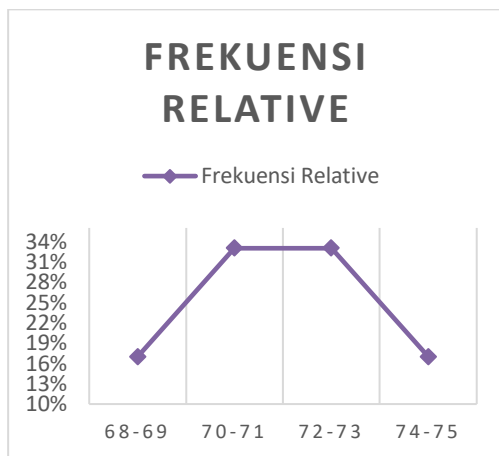 FREKUENSI
RELATIVE
Frekuensi Relative
34%
31%
28%
25%
22%
19%
16%
13%
10%
68-69 70-71 72-73 74-75